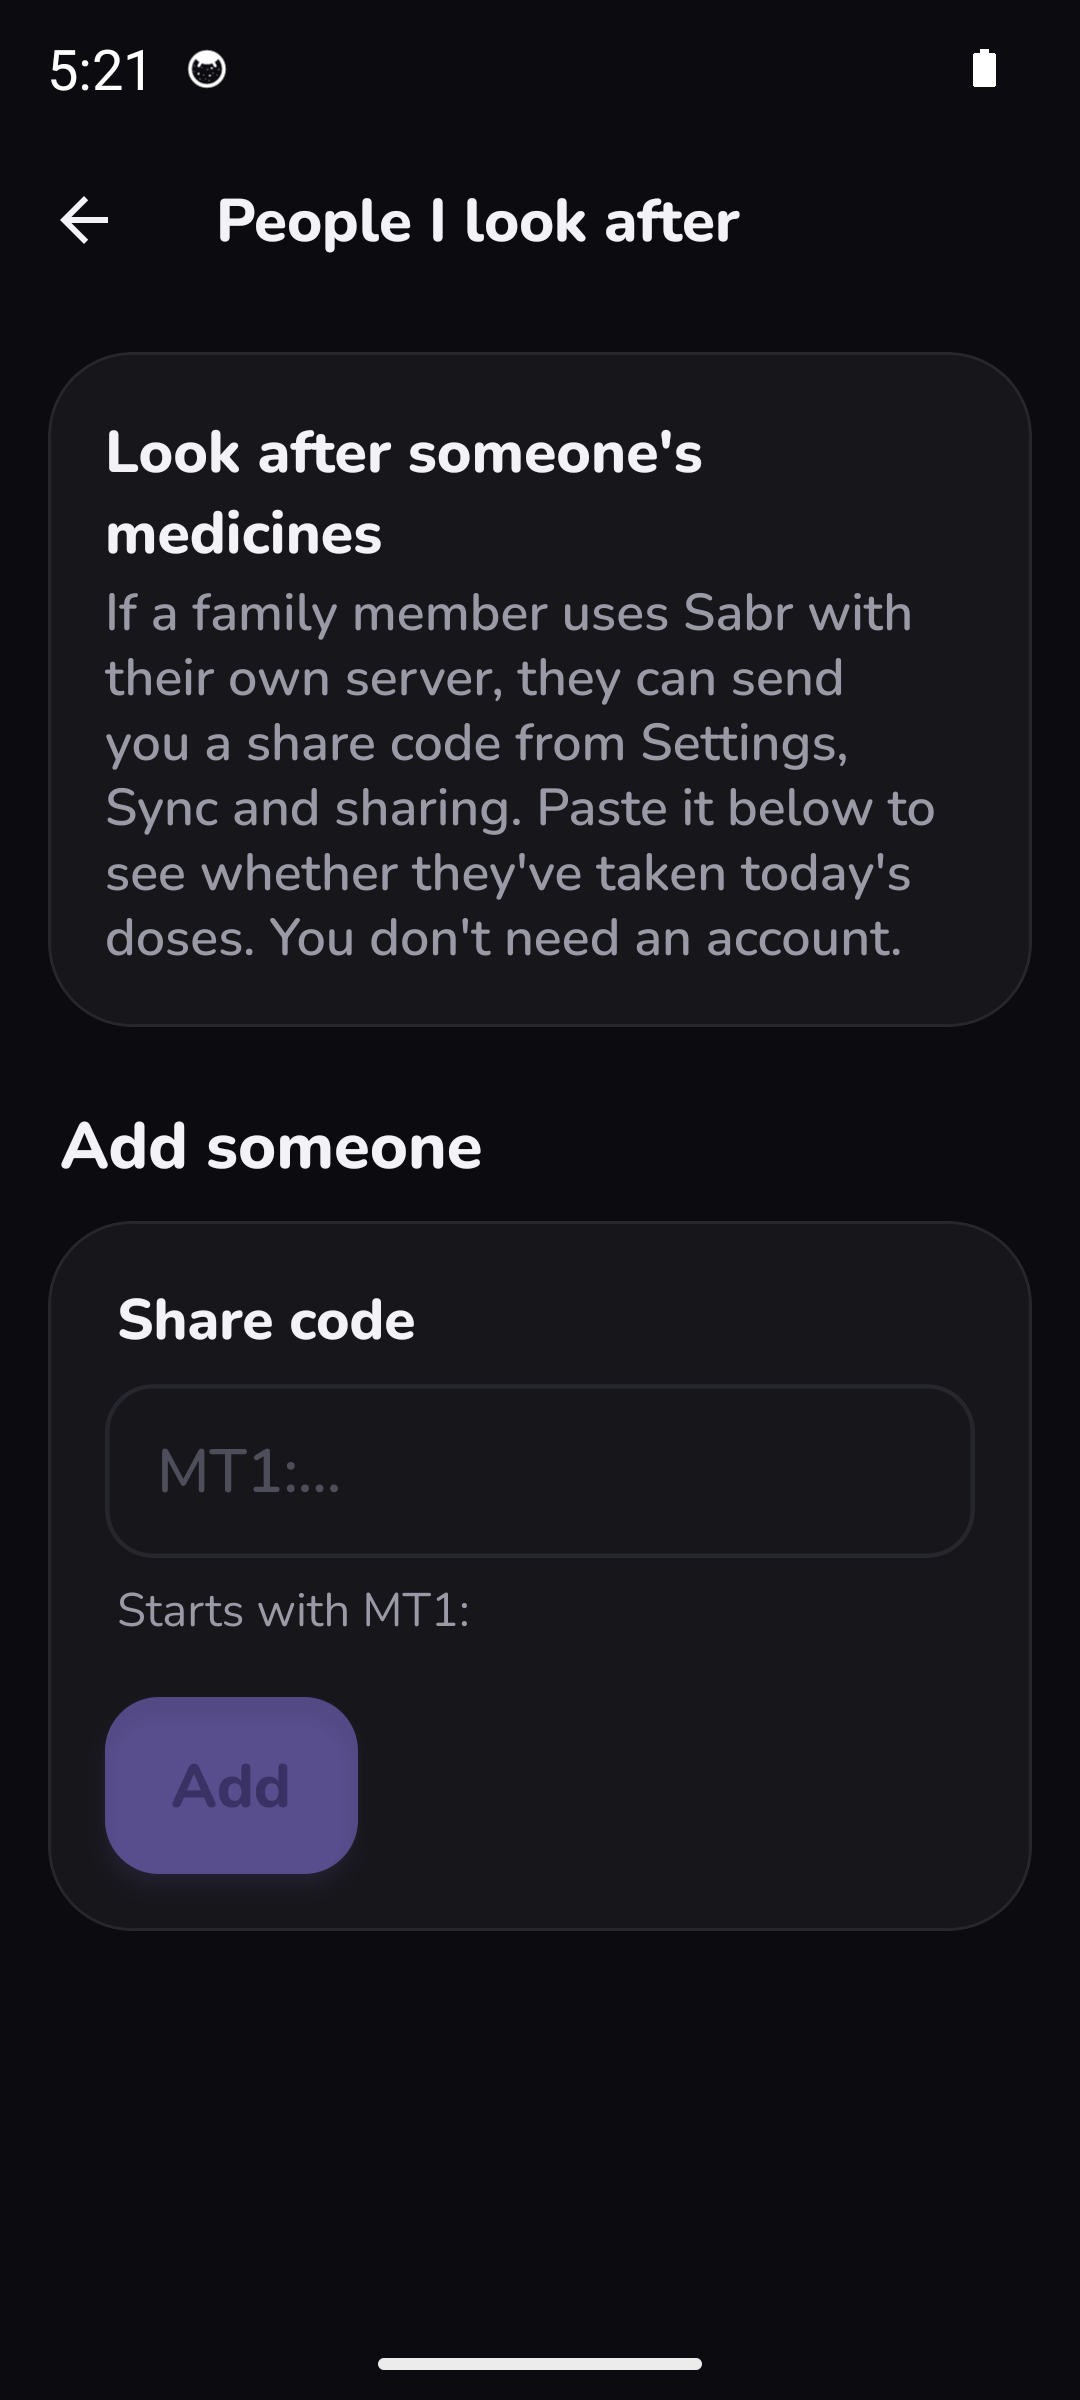 5:21
People I look after
Look after someone's
medicines
If a family member uses Sabr with
their own server, they can send
you a share code from Settings,
Sync and sharing. Paste it below to
see whether they've taken today's
doses. You don't need an account.
Add someone
Share code
MT1:...
Starts with MT1:
Add